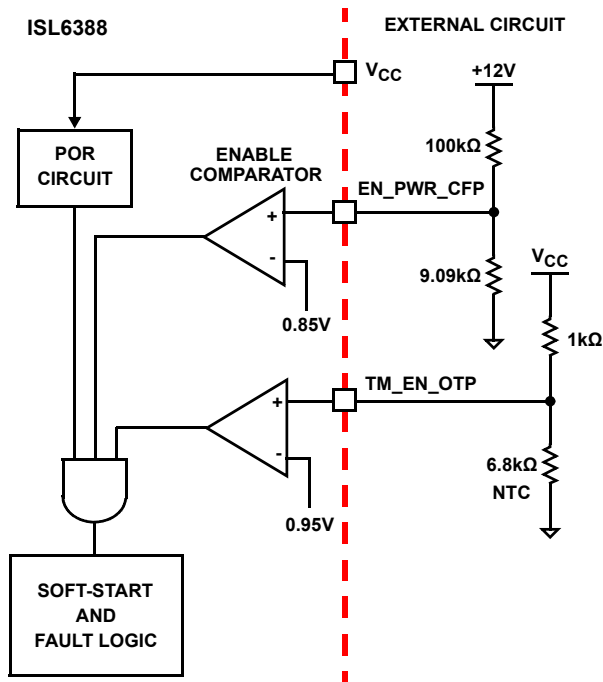 ISL6388
EXTERNAL CIRCUIT
VCC
+12V
POR
CIRCUIT
ENABLE
COMPARATOR
100kΩ
EN_PWR_CFP
+
-
0.85V
9.09kΩ
VCC
1kΩ
TM_EN_OTP
+
-
0.95V
6.8kΩ
NTC
SOFT-START
AND
FAULT LOGIC